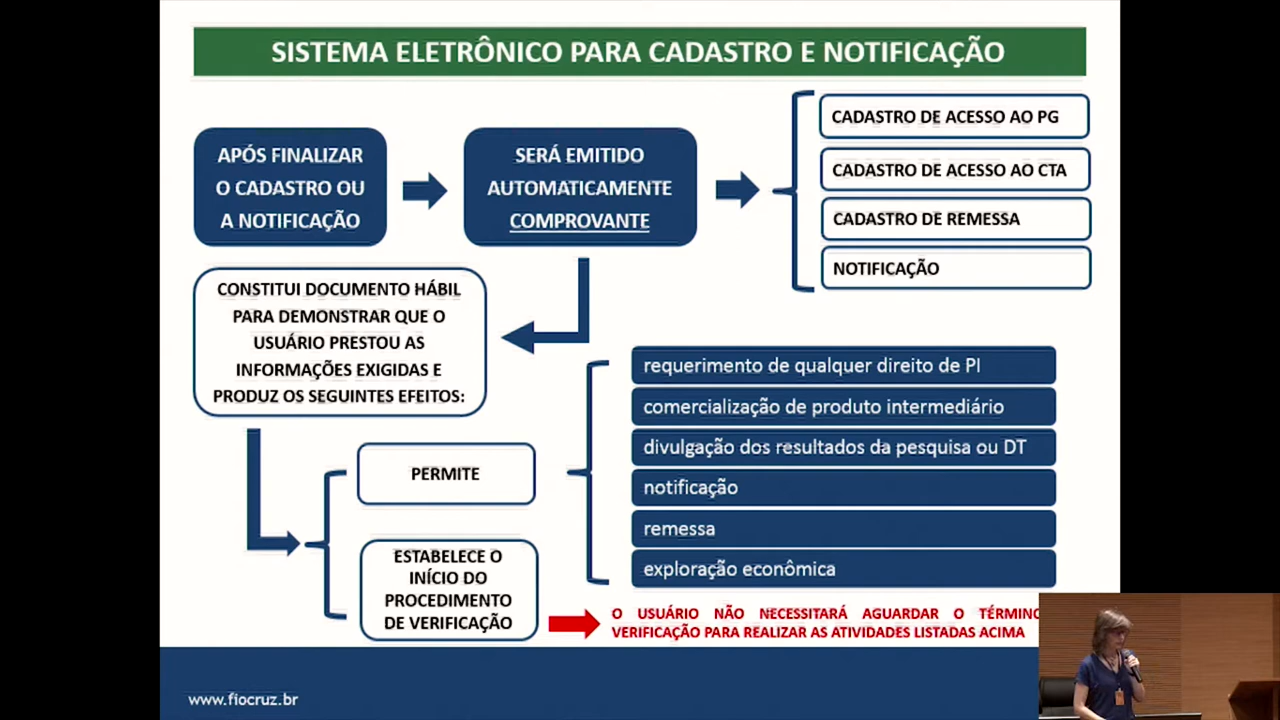 SISTEMA ELETRÔNICO PARA CADASTRO E NOTIFICAÇÃO
APÓS FINALIZAR
O CADASTRO OU
A NOTIFICAÇÃO
SERÁ EMITIDO
AUTOMATICAMENTE
COMPROVANTE
CADASTRO DE ACESSO AO PG
CADASTRO DE ACESSO AO CTA
CADASTRO DE REMESSA
NOTIFICAÇÃO
CONSTITUI DOCUMENTO HÁBIL
PARA DEMONSTRAR QUE O
USUÁRIO PRESTOU AS
INFORMAÇÕES EXIGIDAS E
PRODUZ OS SEGUINTES EFEITOS:
PERMITE
requerimento de qualquer direito de PI
comercialização de produto intermediário
divulgação dos resultados da pesquisa ou DT
notificação
remessa
exploração econômica
ESTABELECE O
INÍCIO DO
PROCEDIMENTO
DE VERIFICAÇÃO
O USUÁRIO NÃO NECESSITARÁ AGUARDAR O TÉRMINO
VERIFICAÇÃO PARA REALIZAR AS ATIVIDADES LISTADAS ACIMA
www.fiocruz.br